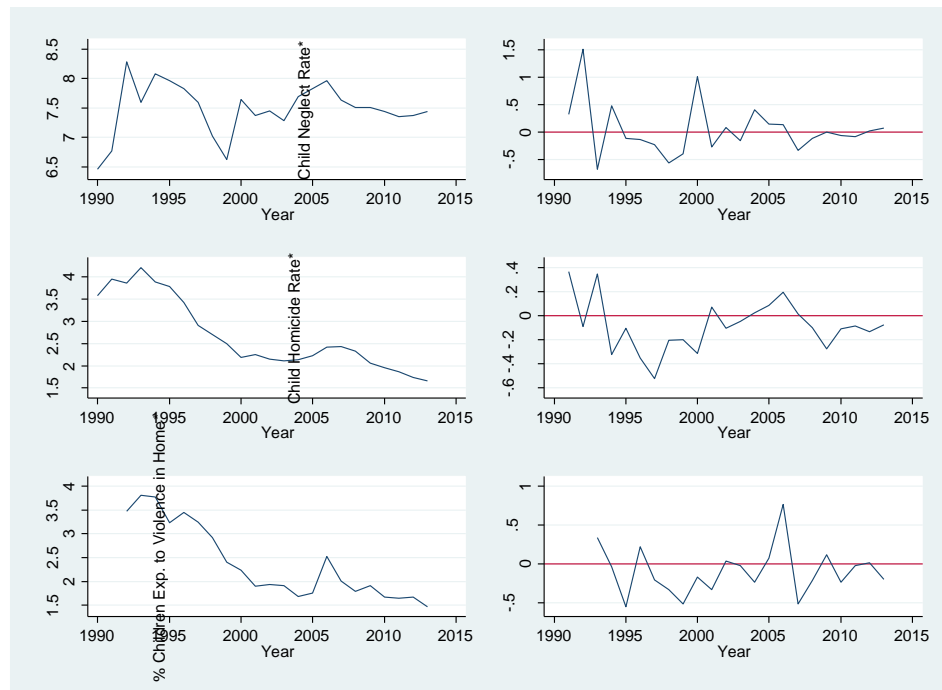 Child Neglect Rate*
8.5
8
7.5
7
6.5
1990 1995 2000 2005 2010 2015
Year
1.5
1
.5
0
-.5
1990 1995 2000 2005 2010 2015
Year
Child Homicide Rate*
4
3.5
3
2.5
2
1.5
1990 1995 2000 2005 2010 2015
Year
.4
.2
0
-.2
-.4
-.6
1990 1995 2000 2005 2010 2015
Year
% Children Exp. to Violence in Home*
4
3.5
3
2.5
2
1.5
1990 1995 2000 2005 2010 2015
Year
1
.5
0
-.5
1990 1995 2000 2005 2010 2015
Year